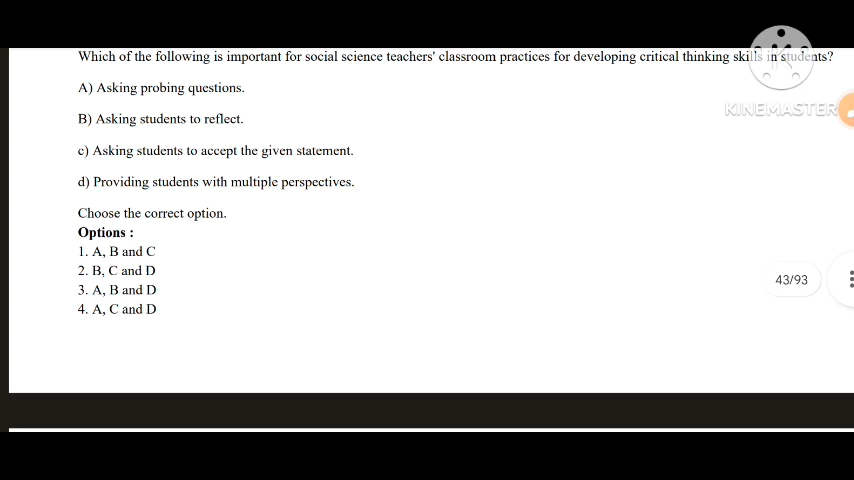 Which of the following is important for social science teachers' classroom practices for developing critical thinking skills in students?
A) Asking probing questions.
B) Asking students to reflect.
c) Asking students to accept the given statement.
d) Providing students with multiple perspectives.
Choose the correct option.
Options :
1. A, B and C
2. B, C and D
3. A, B and D
4. A, C and D
KINEMASTER
43/93